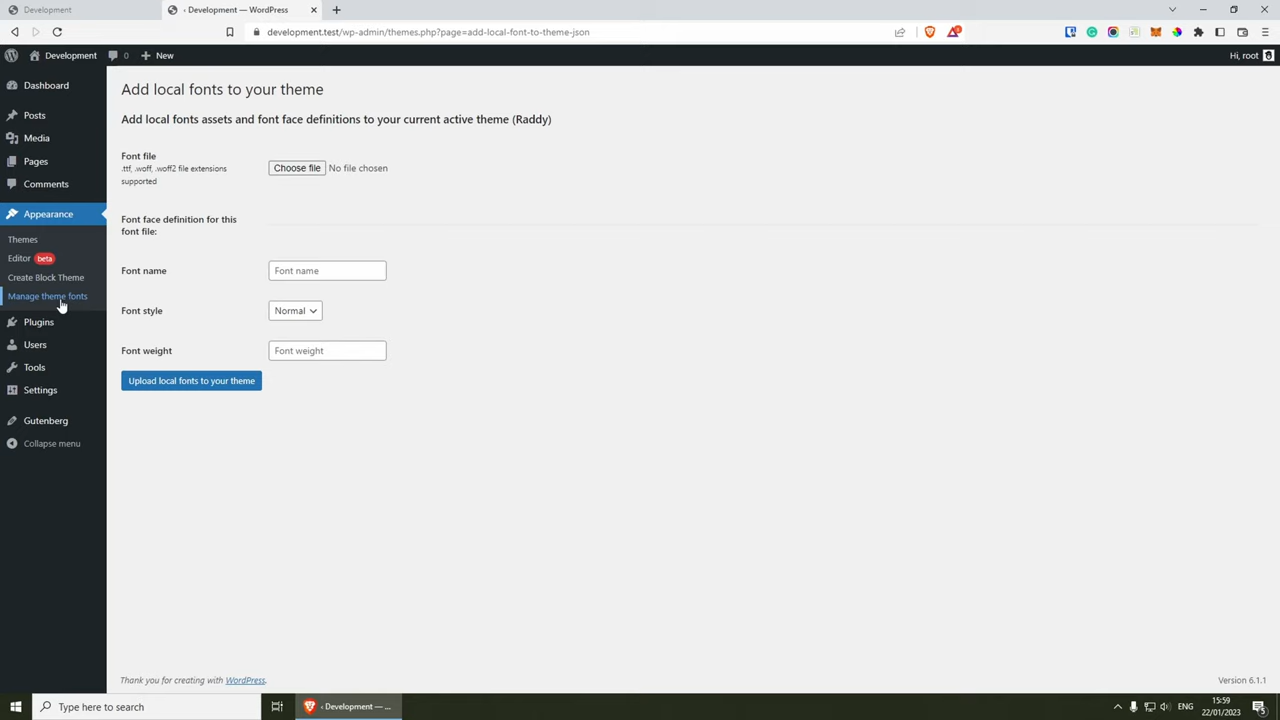 Development
‹ Development — WordPress
development.test/wp-admin/themes.php?page=add-local-font-to-theme-json
Development
0
New
Hi, root
Dashboard
Posts
Media
Pages
Comments
Appearance
Themes
Editor beta
Create Block Theme
Manage theme fonts
Plugins
Users
Tools
Settings
Gutenberg
Collapse menu
Add local fonts to your theme
Add local fonts assets and font face definitions to your current active theme (Raddy)
Font file
.ttf, .woff, .woff2 file extensions
supported
Choose file No file chosen
Font face definition for this
font file:
Font name
Font name
Font style
Normal
Font weight
Font weight
Upload local fonts to your theme
Thank you for creating with WordPress.
Version 6.1.1
Type here to search
‹ Development — ...
ENG
15:59
22/01/2023
5